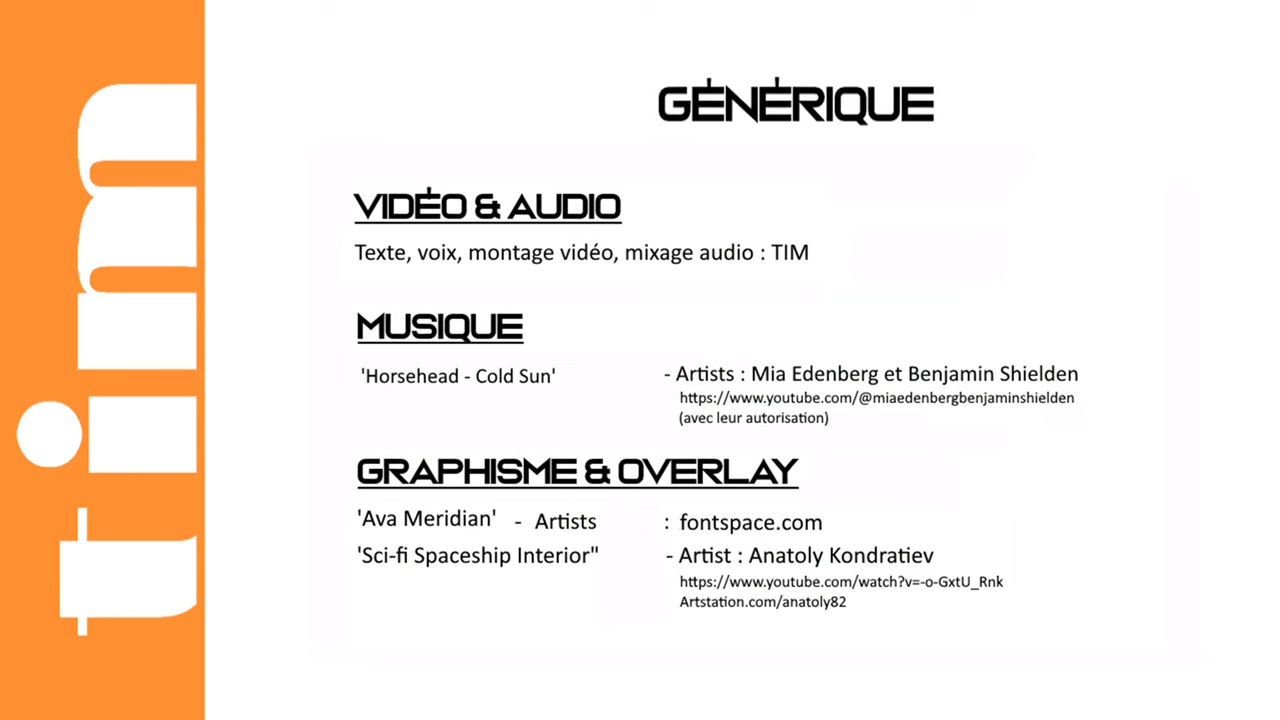 tim
GÉNÉRIQUE
VIDÉO & AUDIO
Texte, voix, montage vidéo, mixage audio : TIM
MUSIQUE
'Horsehead - Cold Sun' - Artists : Mia Edenberg et Benjamin Shielden
https://www.youtube.com/@miaedenbergbenjaminshielden
(avec leur autorisation)
GRAPHISME & OVERLAY
'Ava Meridian' - Artists : fontspace.com
'Sci-fi Spaceship Interior" - Artist : Anatoly Kondratiev
https://www.youtube.com/watch?v=-o-GxtU_Rnk
Artstation.com/anatoly82